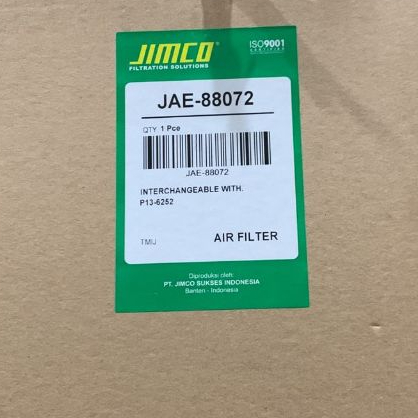 JIMCO
FILTRATION SOLUTIONS
ISO9001
CERTIFIED
JAE-88072
QTY 1 Pce
JAE-88072
INTERCHANGEABLE WITH.
P13-6252
TMIJ
AIR FILTER
Diproduksi oleh:
PT. JIMCO SUKSES INDONESIA
Banten - Indonesia